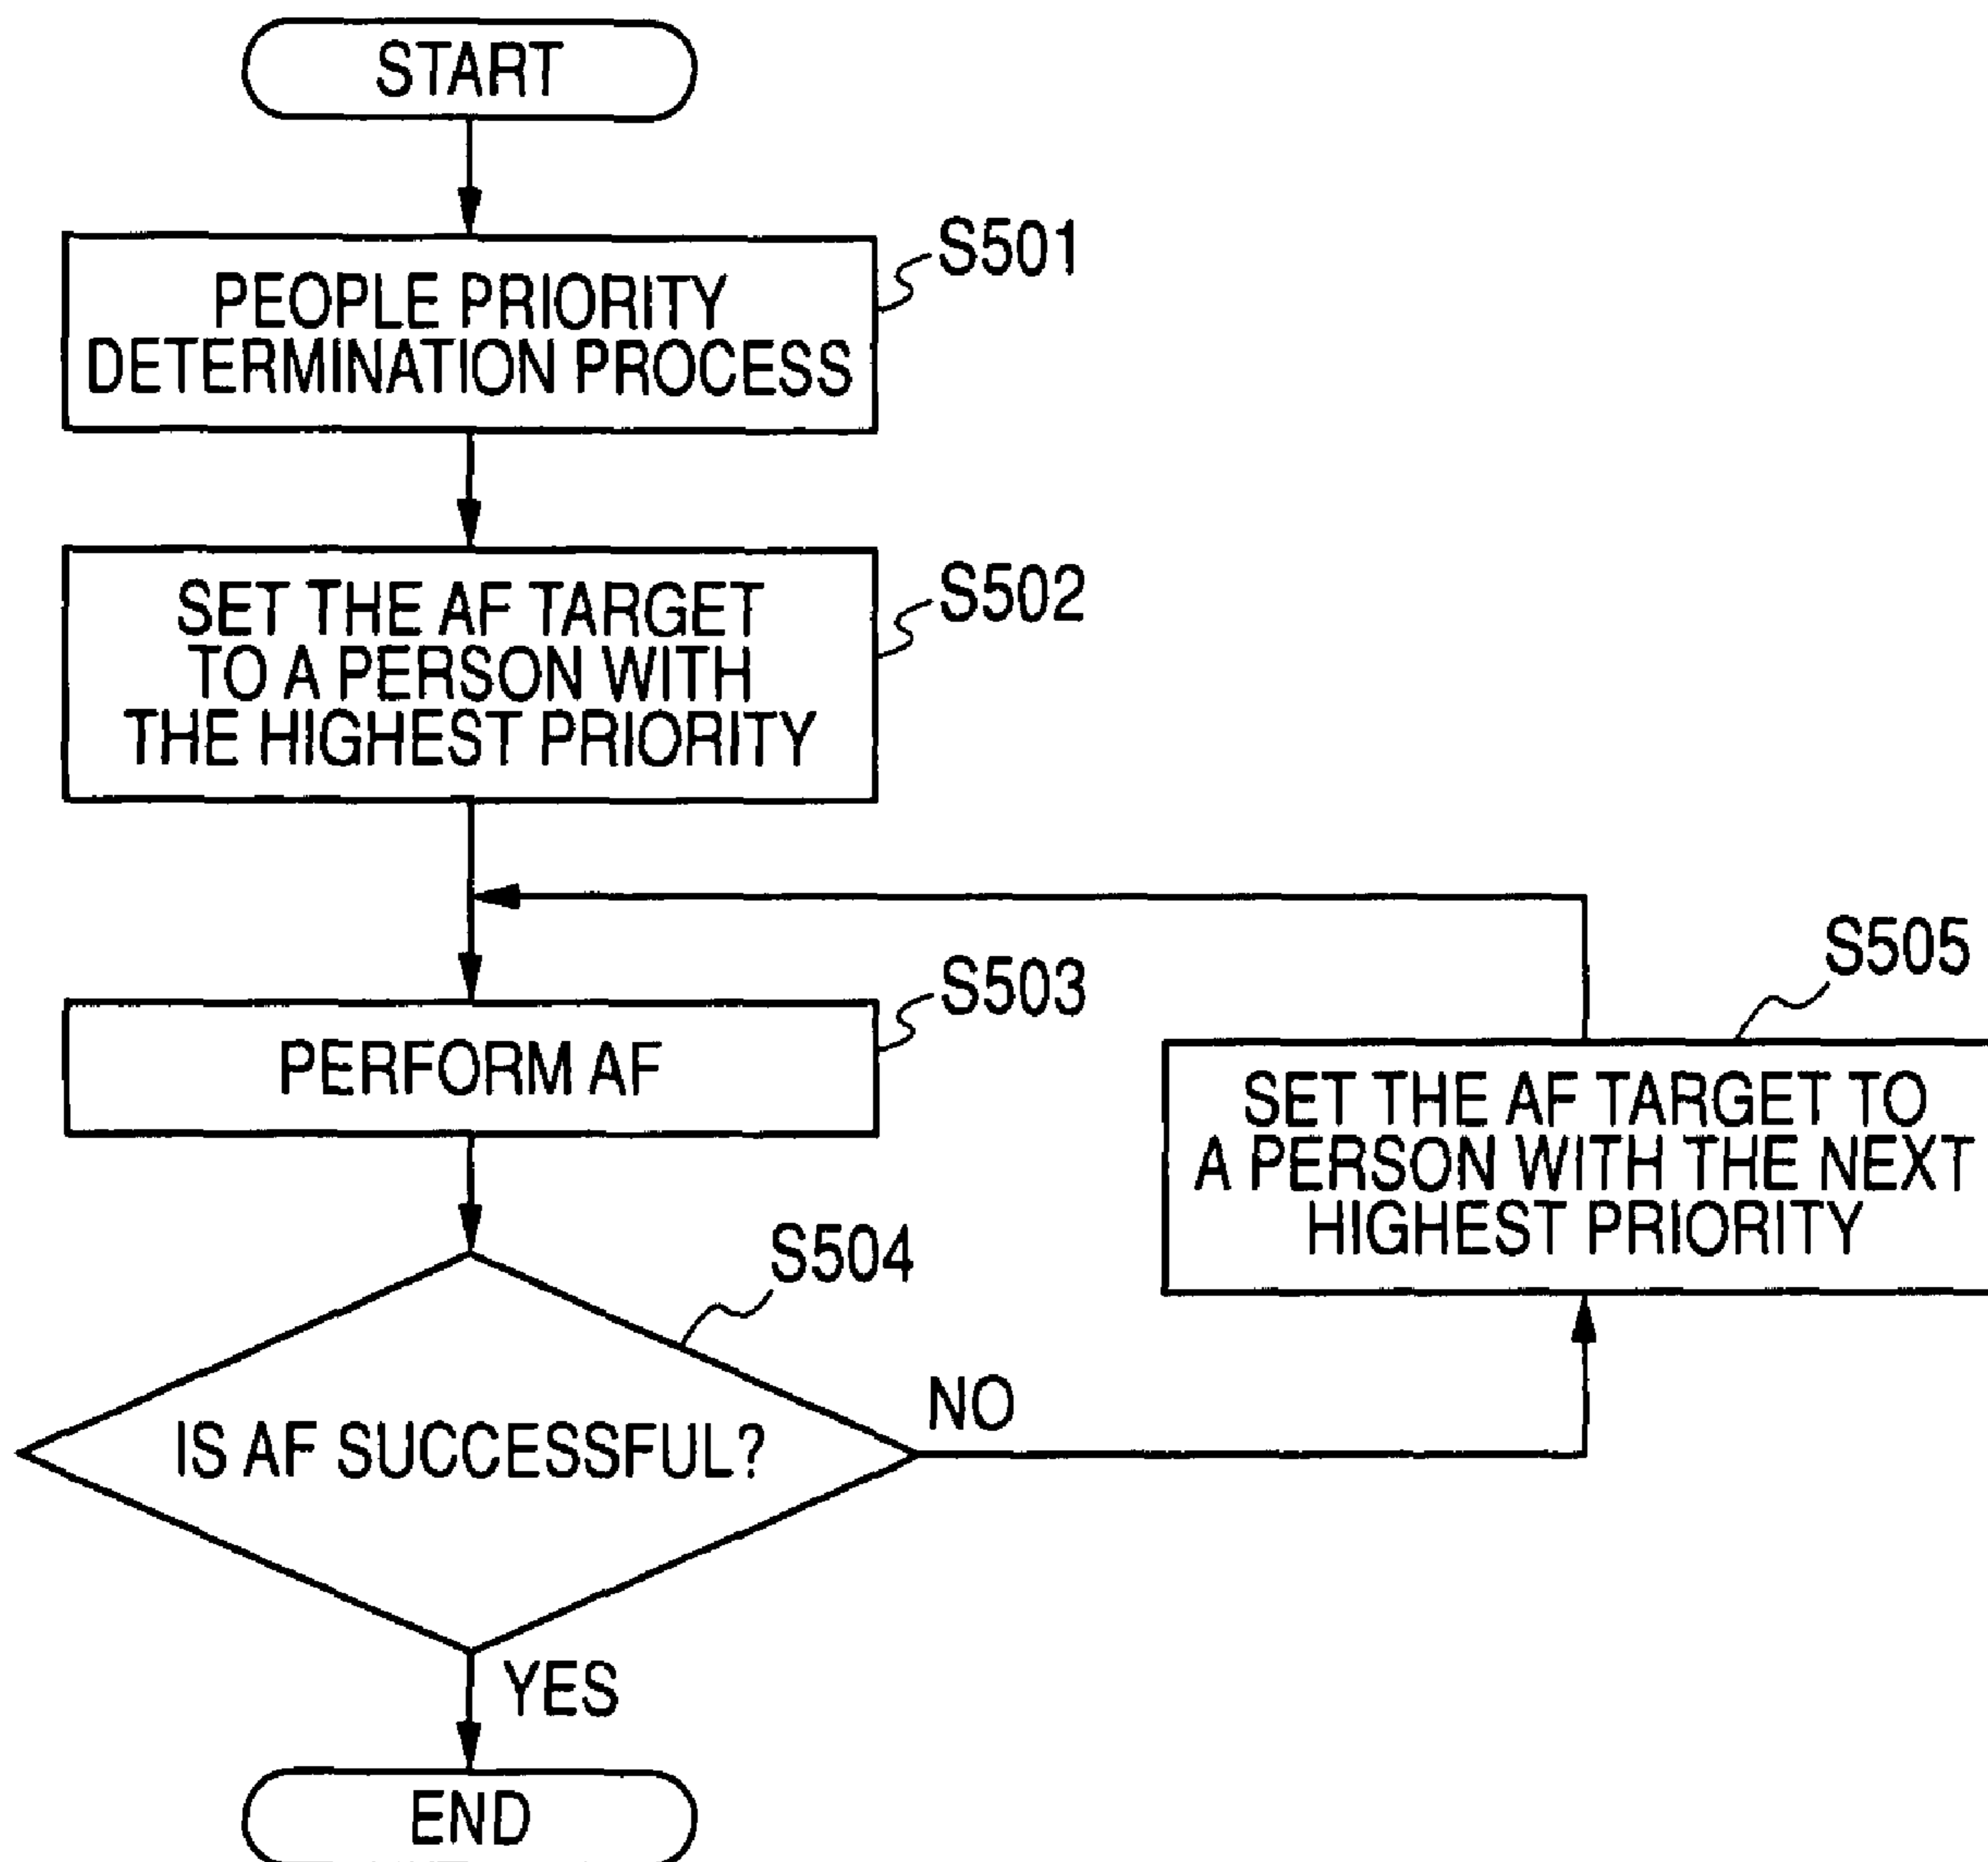 START
S501
PEOPLE PRIORITY
DETERMINATION PROCESS
S502
SET THE AF TARGET
TO A PERSON WITH
THE HIGHEST PRIORITY
S503
PERFORM AF
S505
SET THE AF TARGET TO
A PERSON WITH THE NEXT
HIGHEST PRIORITY
S504
IS AF SUCCESSFUL?
NO
YES
END